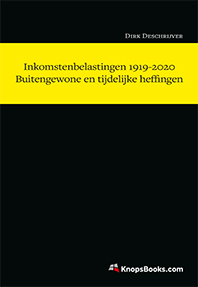 Dirk Deschrijver
Inkomstenbelastingen 1919-2020
Buitengewone en tijdelijke heffingen
KnopsBooks.com